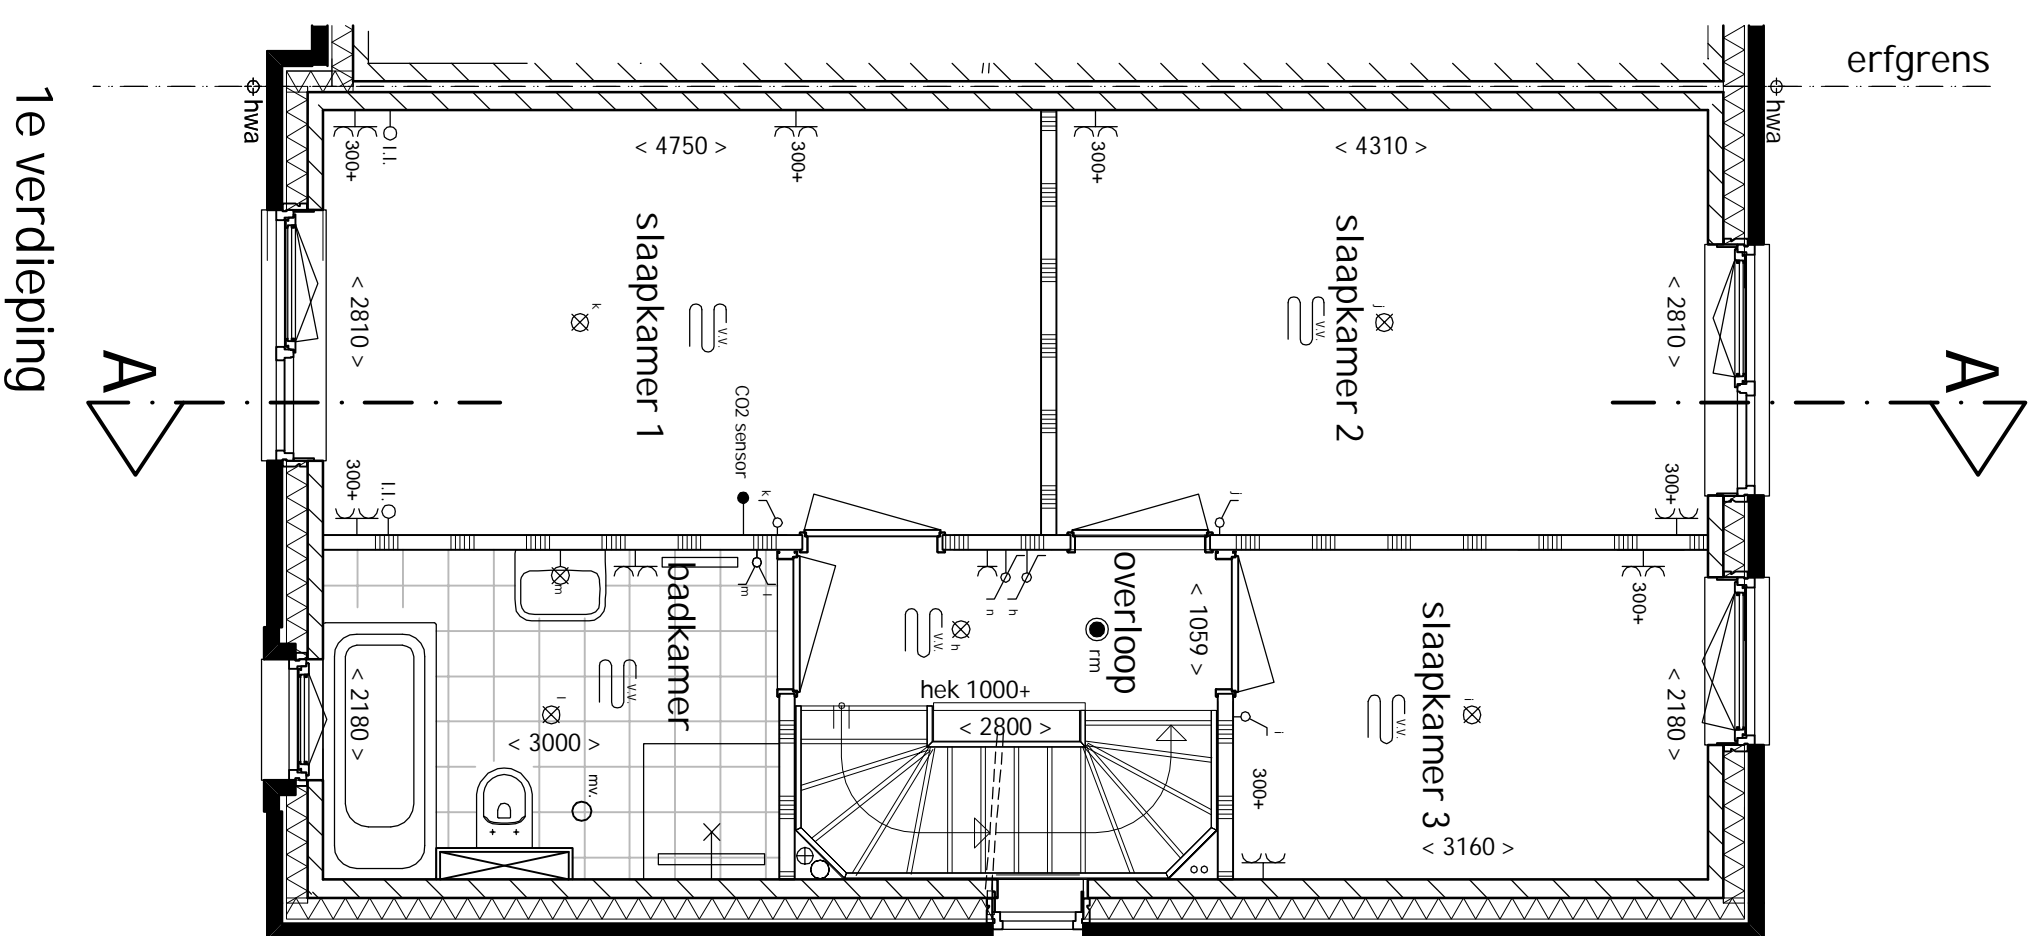 erfgrens
hwa
hwa
1e verdieping
A
A
300+
l.l.
< 4750 >
300+
300+
< 4310 >
slaapkamer 1
slaapkamer 2
< 2810 >
< 2810 >
k
v.v.
v.v.
j
CO2 sensor
300+
l.l.
k
j
300+
m
badkamer
m
l
n
h
overloop
< 1059 >
300+
v.v.
h
rm
slaapkamer 3
< 2180 >
v.v.
l
hek 1000+
< 2800 >
i
v.v.
i
< 2180 >
< 3000 >
mv.
300+
< 3160 >